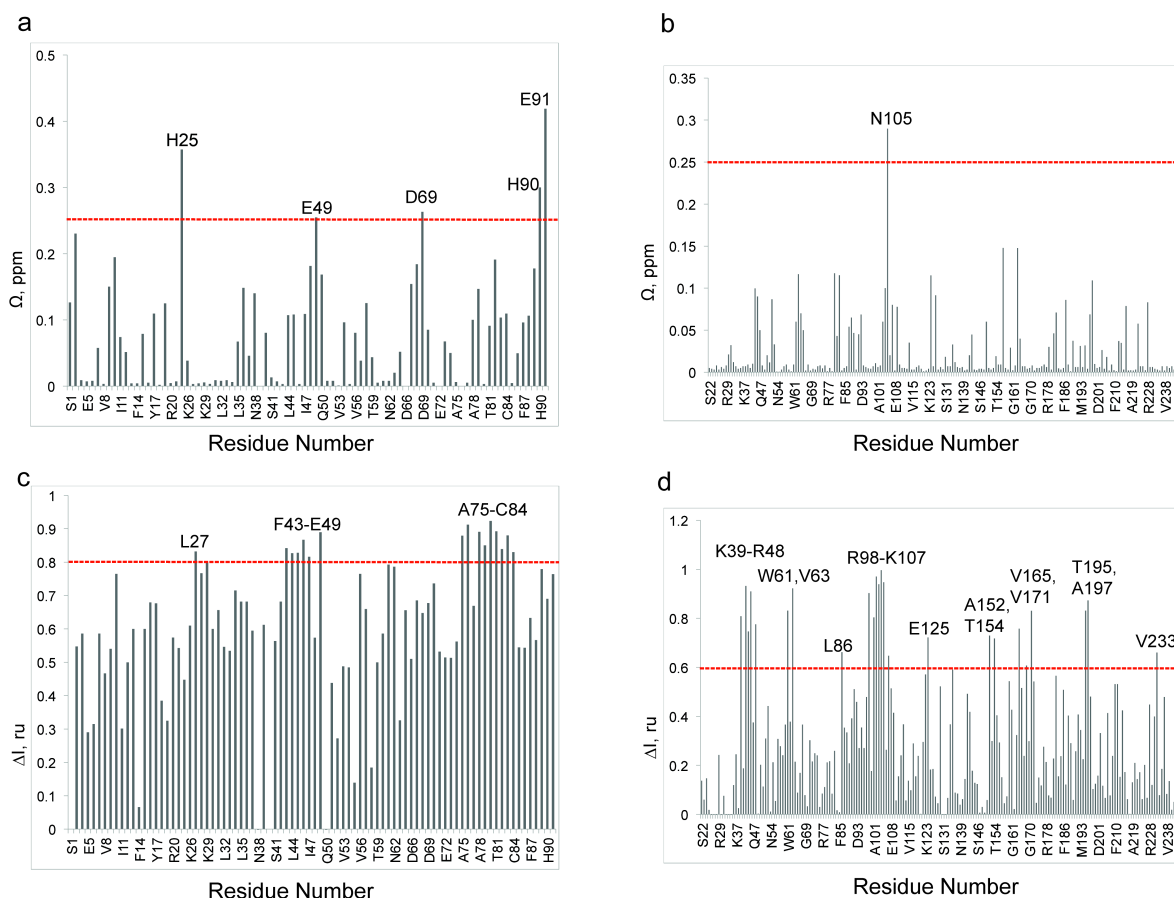 a
0.5
0.4
0.3
0.2
0.1
0
Ω, ppm
H25
E49
D69
H90
E91
S1 E5 V8 I11 F14 Y17 R20 K26 K29 L32 L35 N38 S41 L44 I47 Q50 V53 V56 T59 N62 D66 D69 E72 A75 A78 T81 C84 F87 H90
Residue Number
b
0.35
0.3
0.25
0.2
0.15
0.1
0.05
0
Ω, ppm
N105
S22 R29 K37 Q47 N54 W61 G69 R77 F85 D93 A101 E108 V115 K123 S131 N139 S146 T154 G161 G170 R178 F186 M193 D201 F210 A219 R228 V238
Residue Number
c
1
0.9
0.8
0.7
0.6
0.5
0.4
0.3
0.2
0.1
0
ΔI, ru
L27
F43-E49
A75-C84
S1 E5 V8 I11 F14 Y17 R20 K26 K29 L32 L35 N38 S41 L44 I47 Q50 V53 V56 T59 N62 D66 D69 E72 A75 A78 T81 C84 F87 H90
Residue Number
d
1.2
1
0.8
0.6
0.4
0.2
0
ΔI, ru
K39-R48
W61,V63
L86
R98-K107
E125
A152,
T154
V165,
V171
T195,
A197
V233
S22 R29 K37 Q47 N54 W61 G69 R77 F85 D93 A101 E108 V115 K123 S131 N139 S146 T154 G161 G170 R178 F186 M193 D201 F210 A219 R228 V238
Residue Number